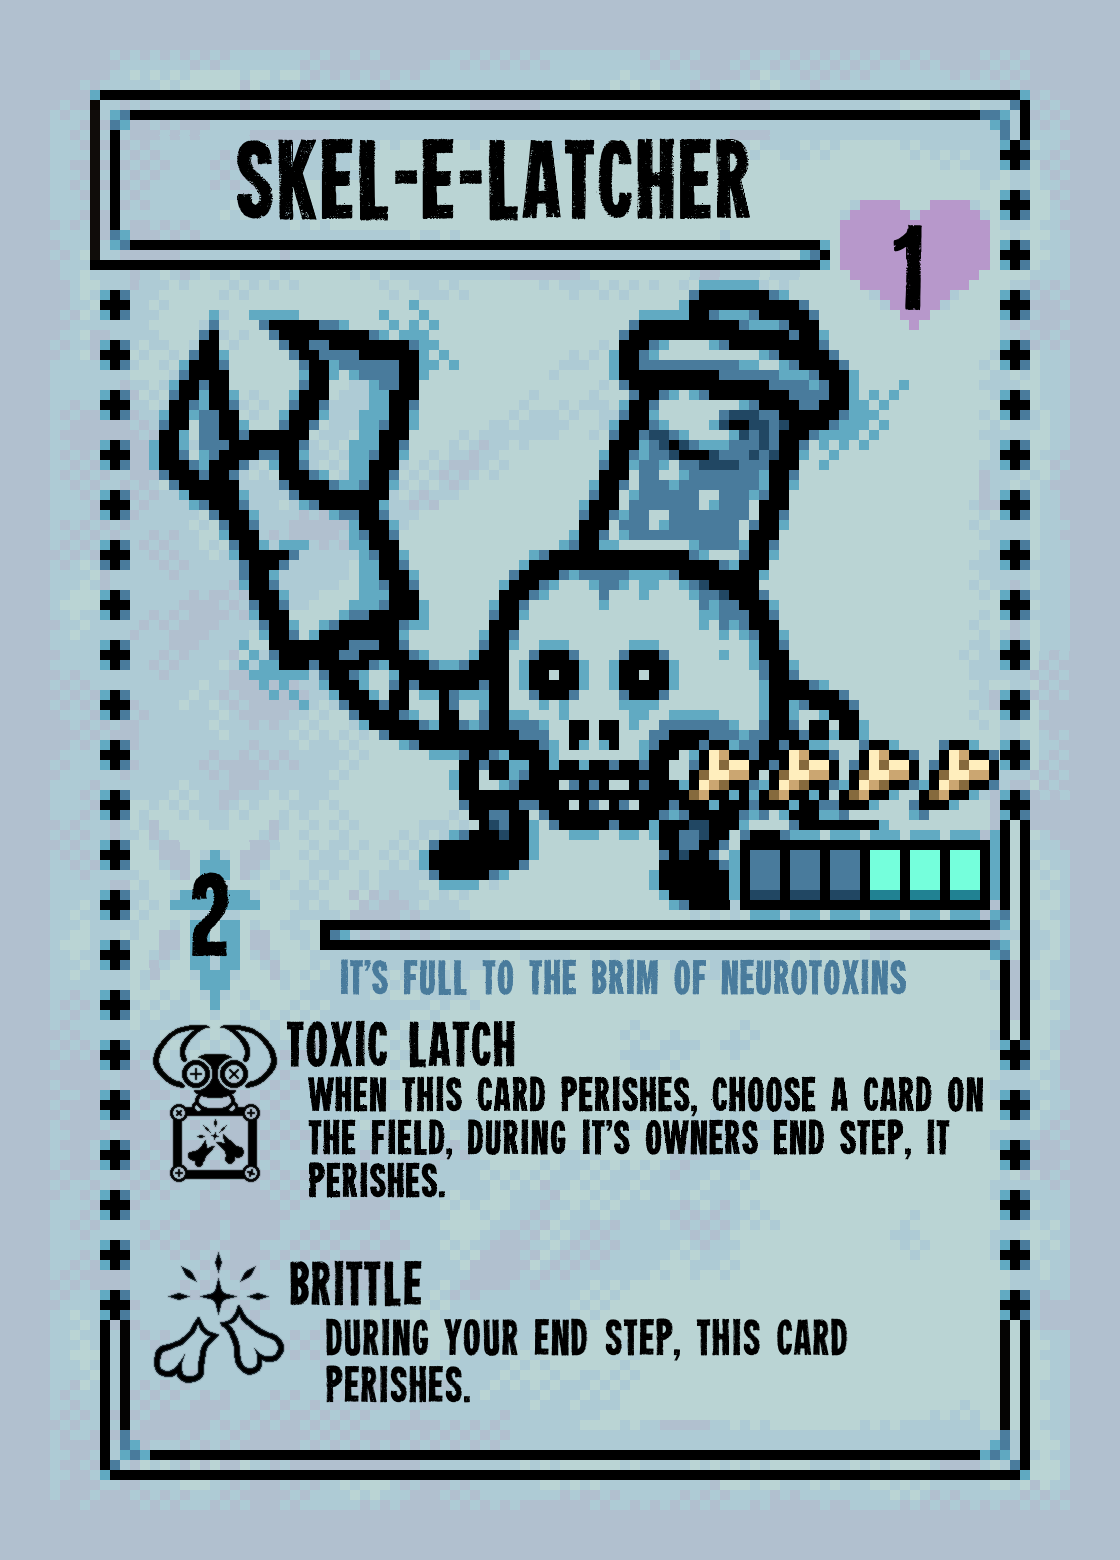 SKEL-E-LATCHER
1
2
IT'S FULL TO THE BRIM OF NEUROTOXINS
TOXIC LATCH
WHEN THIS CARD PERISHES, CHOOSE A CARD ON
THE FIELD, DURING IT'S OWNERS END STEP, IT
PERISHES.
BRITTLE
DURING YOUR END STEP, THIS CARD
PERISHES.